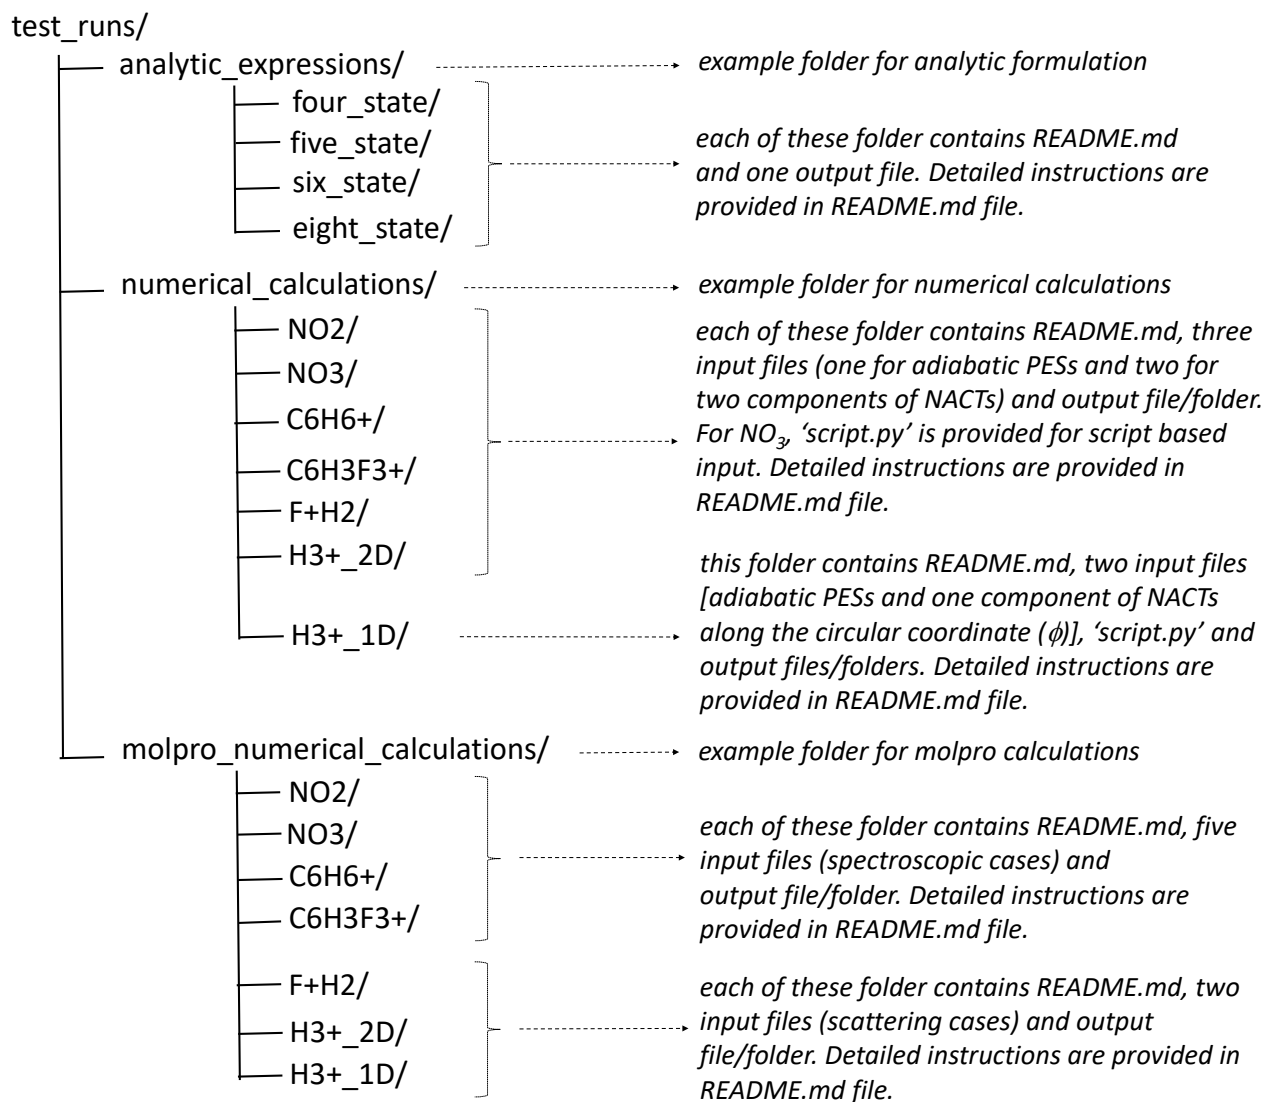 test_runs/
analytic_expressions/
example folder for analytic formulation
four_state/
five_state/
six_state/
eight_state/
each of these folder contains README.md
and one output file. Detailed instructions are
provided in README.md file.
numerical_calculations/
example folder for numerical calculations
NO2/
NO3/
C6H6+/
C6H3F3+/
F+H2/
H3+_2D/
each of these folder contains README.md, three
input files (one for adiabatic PESs and two for
two components of NACTs) and output file/folder.
For NO₃, ‘script.py’ is provided for script based
input. Detailed instructions are provided in
README.md file.
H3+_1D/
this folder contains README.md, two input files
[adiabatic PESs and one component of NACTs
along the circular coordinate (ϕ)], ‘script.py’ and
output files/folders. Detailed instructions are
provided in README.md file.
molpro_numerical_calculations/
example folder for molpro calculations
NO2/
NO3/
C6H6+/
C6H3F3+/
each of these folder contains README.md, five
input files (spectroscopic cases) and
output file/folder. Detailed instructions are
provided in README.md file.
F+H2/
H3+_2D/
H3+_1D/
each of these folder contains README.md, two
input files (scattering cases) and output
file/folder. Detailed instructions are provided in
README.md file.